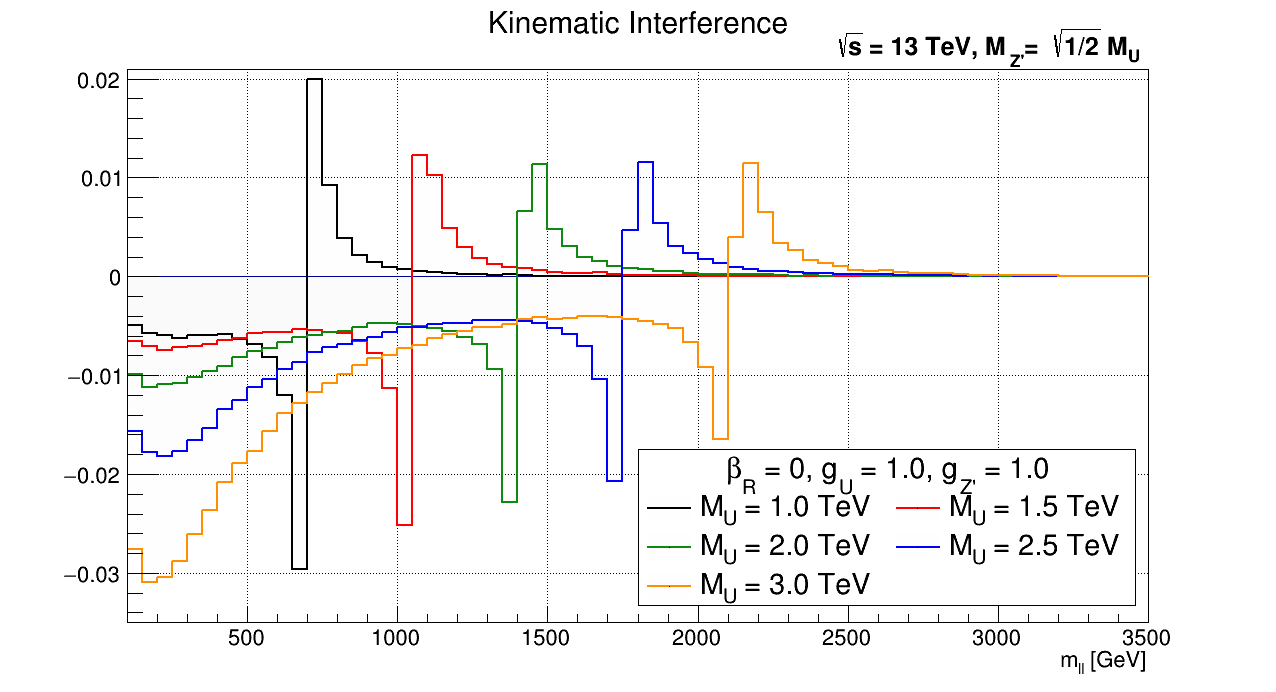 Kinematic Interference
√s = 13 TeV, M_Z'= √1/2 M_U
0.02
0.01
0
−0.01
−0.02
−0.03
β_R = 0, g_U = 1.0, g_Z' = 1.0
M_U = 1.0 TeV M_U = 1.5 TeV
M_U = 2.0 TeV M_U = 2.5 TeV
M_U = 3.0 TeV
500 1000 1500 2000 2500 3000 3500
m_ll [GeV]